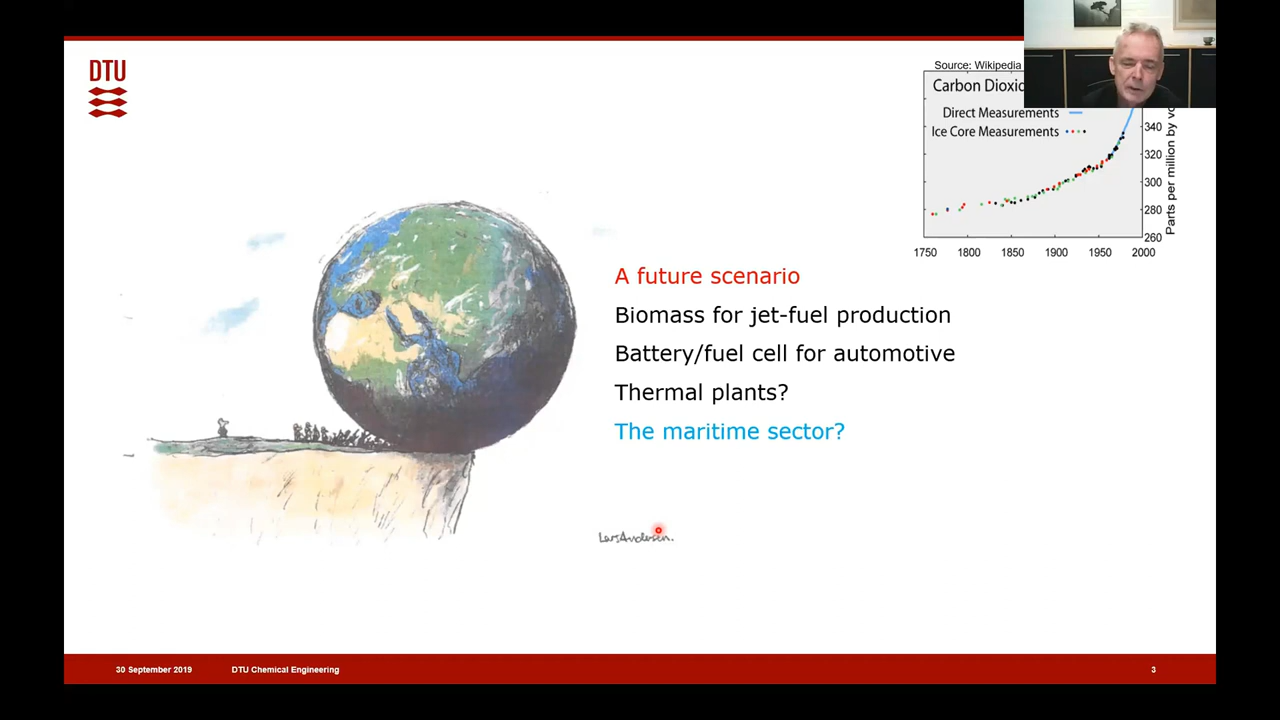 DTU
Source: Wikipedia
Carbon Dioxi
Direct Measurements
Ice Core Measurements
340
320
300
280
260
Parts per million by vo
1750 1800 1850 1900 1950 2000
A future scenario
Biomass for jet-fuel production
Battery/fuel cell for automotive
Thermal plants?
The maritime sector?
30 September 2019 DTU Chemical Engineering 3